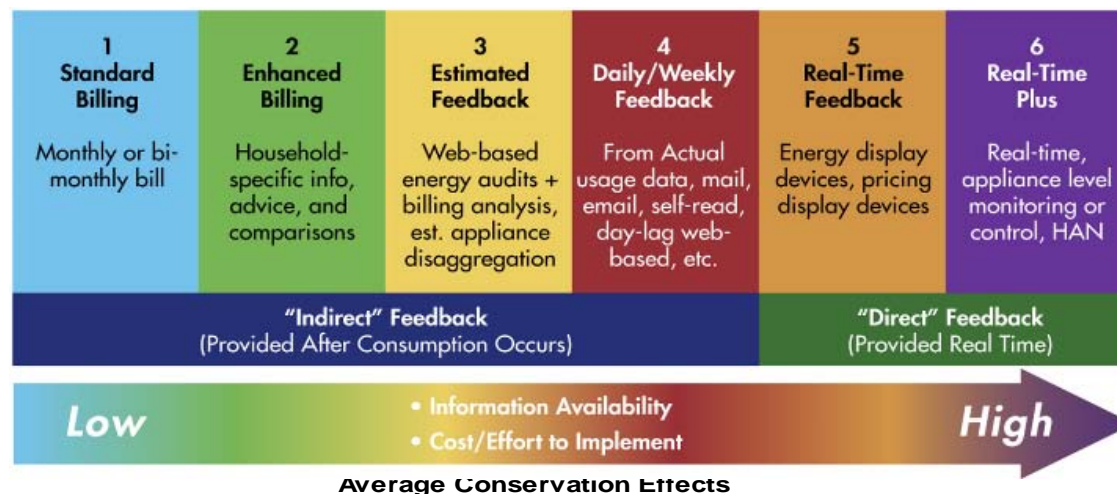 1
Standard
Billing
Monthly or bi-
monthly bill
2
Enhanced
Billing
Household-
specific info,
advice, and
comparisons
3
Estimated
Feedback
Web-based
energy audits +
billing analysis,
est. appliance
disaggregation
4
Daily/Weekly
Feedback
From Actual
usage data, mail,
email, self-read,
day-lag web-
based, etc.
5
Real-Time
Feedback
Energy display
devices, pricing
display devices
6
Real-Time
Plus
Real-time,
appliance level
monitoring or
control, HAN
“Indirect” Feedback
(Provided After Consumption Occurs)
“Direct” Feedback
(Provided Real Time)
Low
• Information Availability
• Cost/Effort to Implement
High
Average Conservation Effects